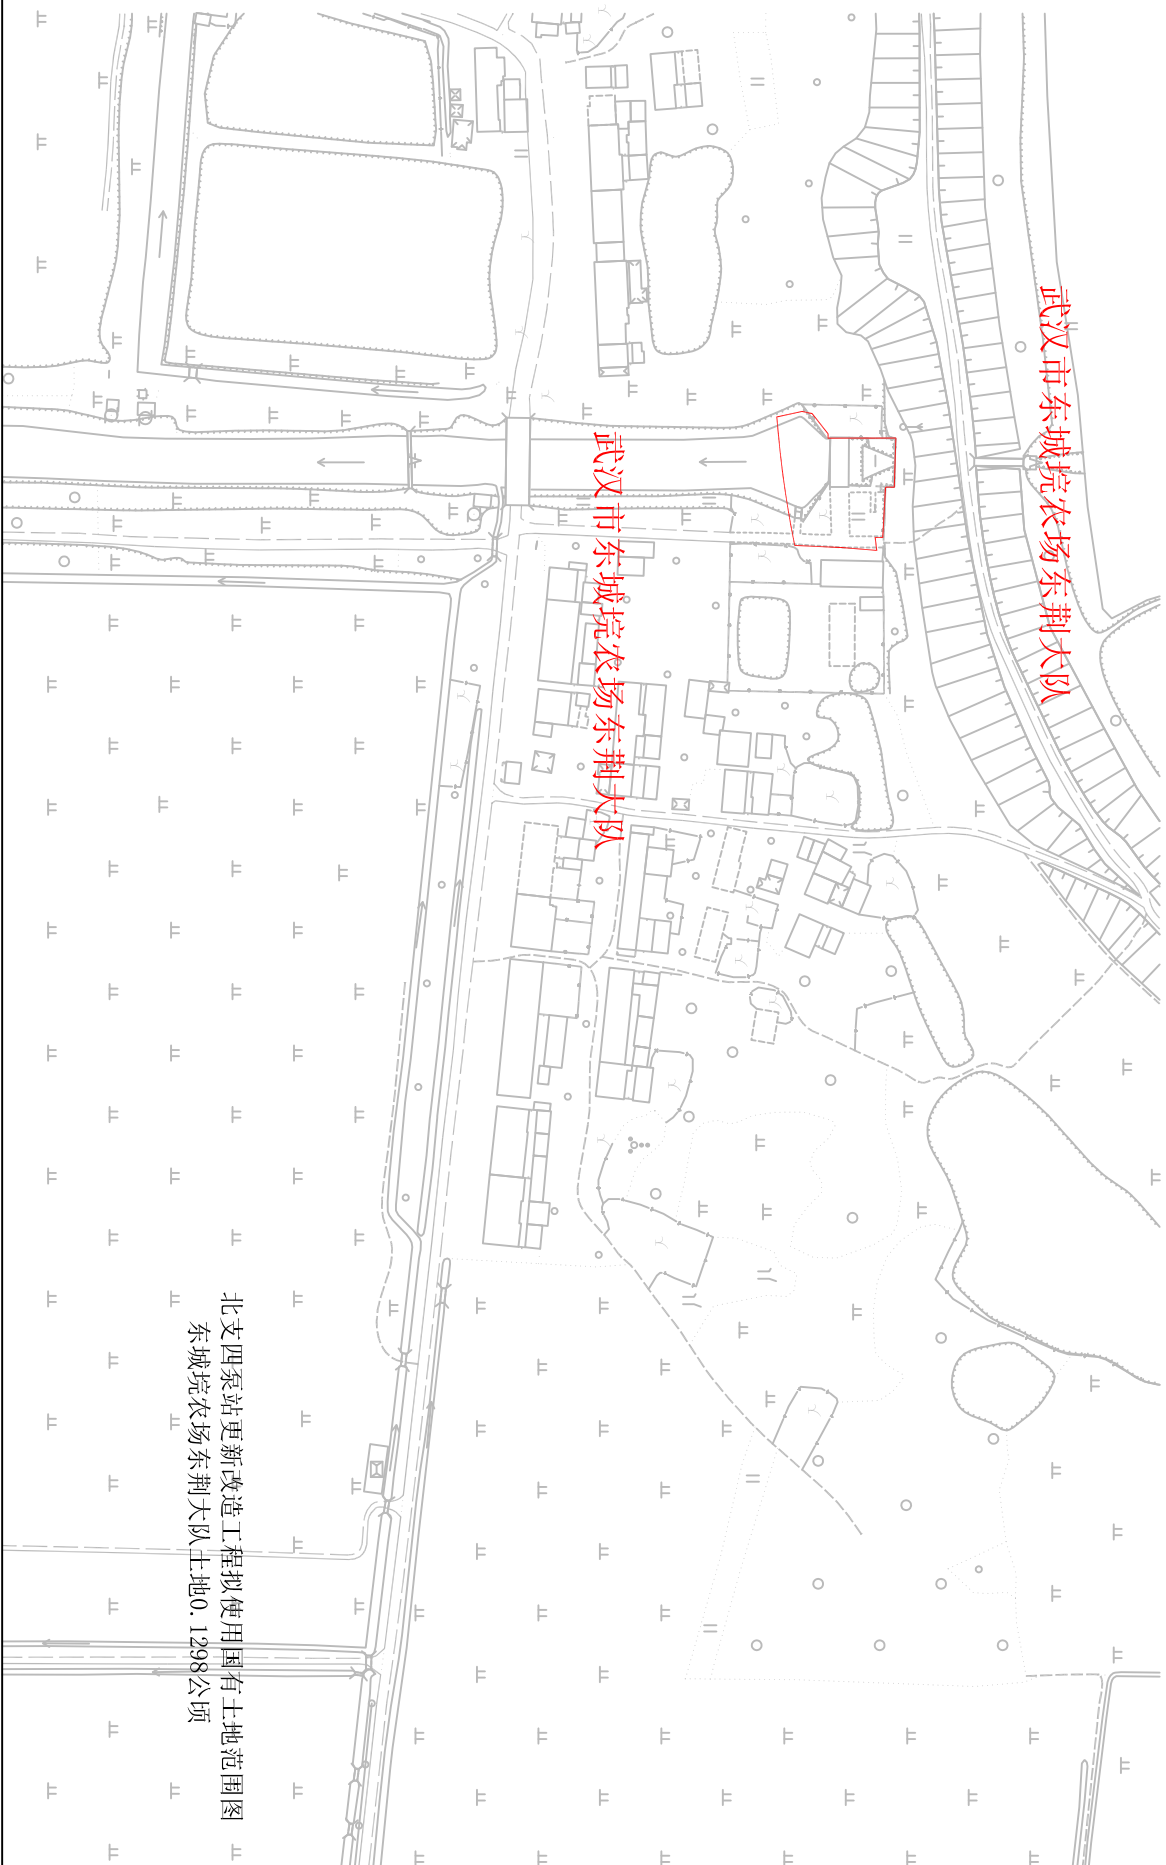 武汉市东城垸农场东荆大队
武汉市东城垸农场东荆大队
北支四泵站更新改造工程拟使用国有土地范围图
东城垸农场东荆大队土地0.1298公顷